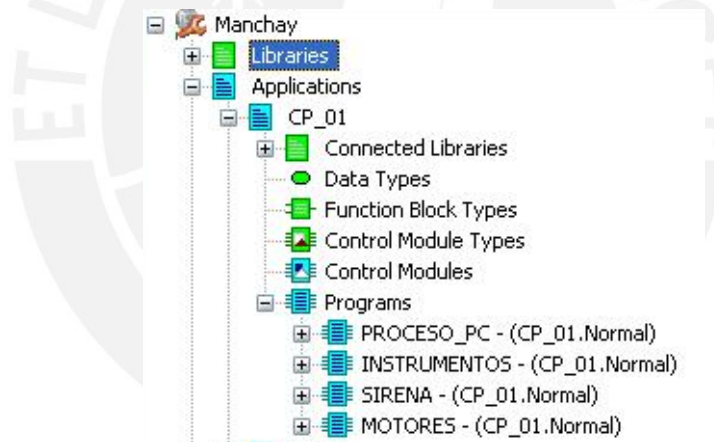 Manchay
Libraries
Applications
CP_01
Connected Libraries
Data Types
Function Block Types
Control Module Types
Control Modules
Programs
PROCESO_PC - (CP_01.Normal)
INSTRUMENTOS - (CP_01.Normal)
SIRENA - (CP_01.Normal)
MOTORES - (CP_01.Normal)